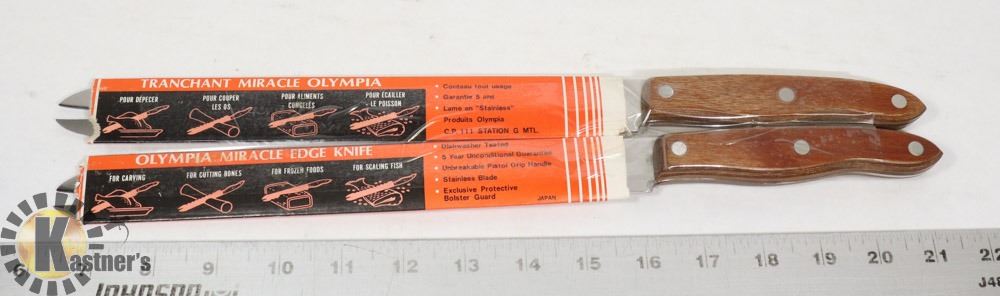 TRANCHANT MIRACLE OLYMPIA
POUR DÉPECER
POUR COUPER
LES OS
POUR ALIMENTS
CONGELÉS
POUR ÉCAILLER
LE POISSON
• Couteau tout usage
• Garantie 5 ans
• Lame en "Stainless"
Produits Olympia
C.P. 111 STATION G MTL.
OLYMPIA MIRACLE EDGE KNIFE
FOR CARVING
FOR CUTTING BONES
FOR FROZEN FOODS
FOR SCALING FISH
Dishwasher Tested
• 5 Year Unconditional Guarantee
• Unbreakable Pistol Grip Handle
• Stainless Blade
• Exclusive Protective
Bolster Guard
JAPAN
Kastner's
6 8 9 10 11 12 13 14 15 16 17 18 19 20 21 22
JOHNSON